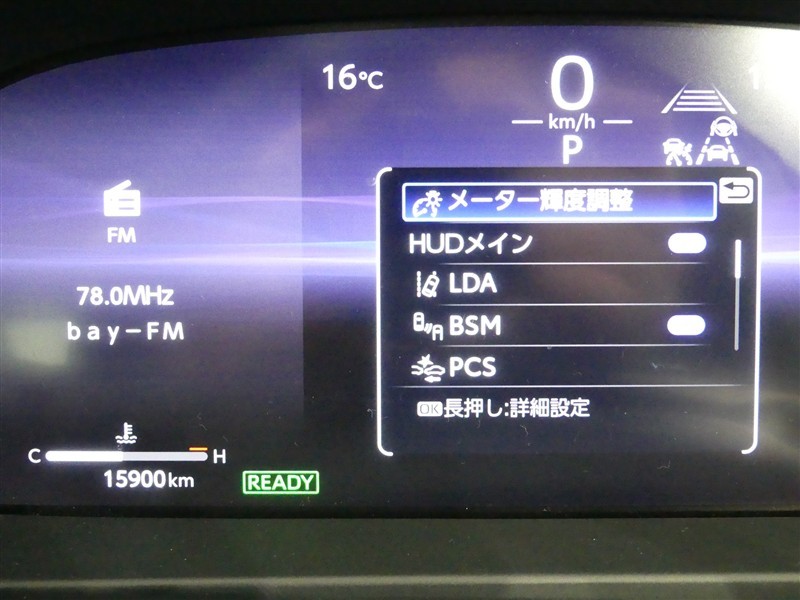 16°C
0
km/h
P
FM
78.0MHz
bay-FM
メーター輝度調整
HUDメイン
LDA
BSM
PCS
OK長押し:詳細設定
C H
15900km
READY